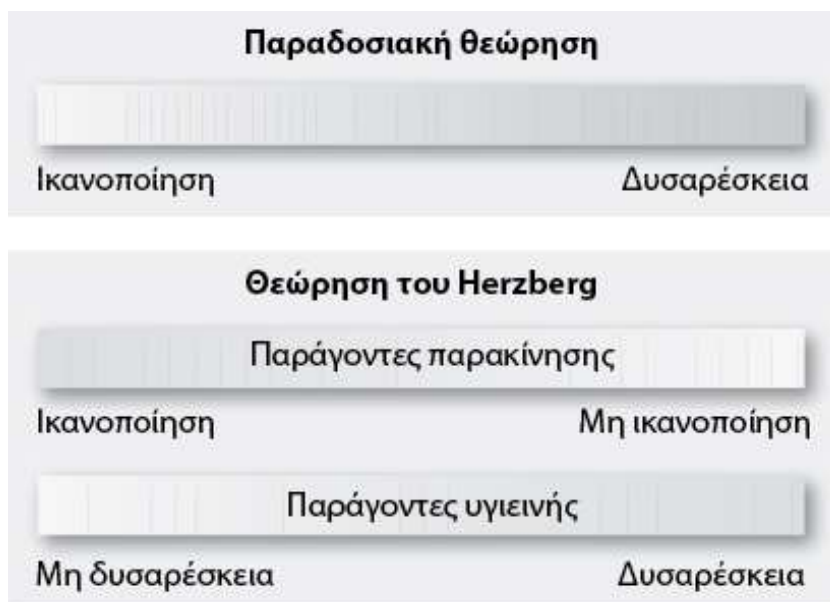 Παραδοσιακή θεώρηση
Ικανοποίηση Δυσαρέσκεια
Θεώρηση του Herzberg
Παράγοντες παρακίνησης
Ικανοποίηση Μη ικανοποίηση
Παράγοντες υγιεινής
Μη δυσαρέσκεια Δυσαρέσκεια